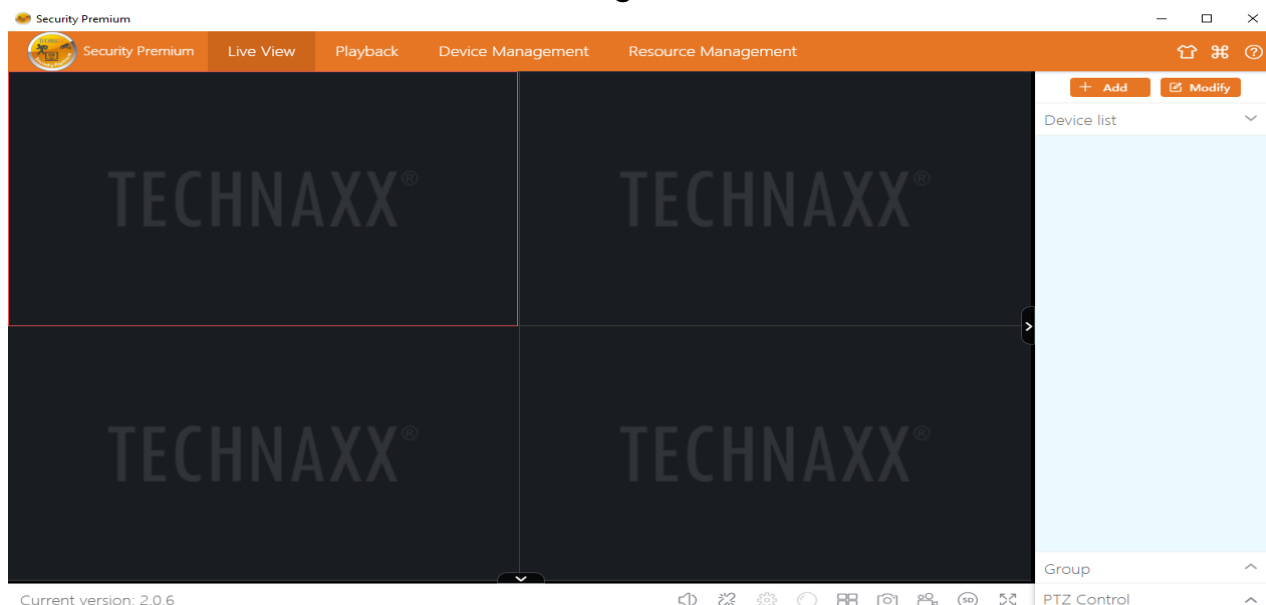 Security Premium
Security Premium Live View Playback Device Management Resource Management
+ Add Modify
Device list
TECHNAXX® TECHNAXX®
TECHNAXX® TECHNAXX®
Group
Current version: 2.0.6 SD PTZ Control